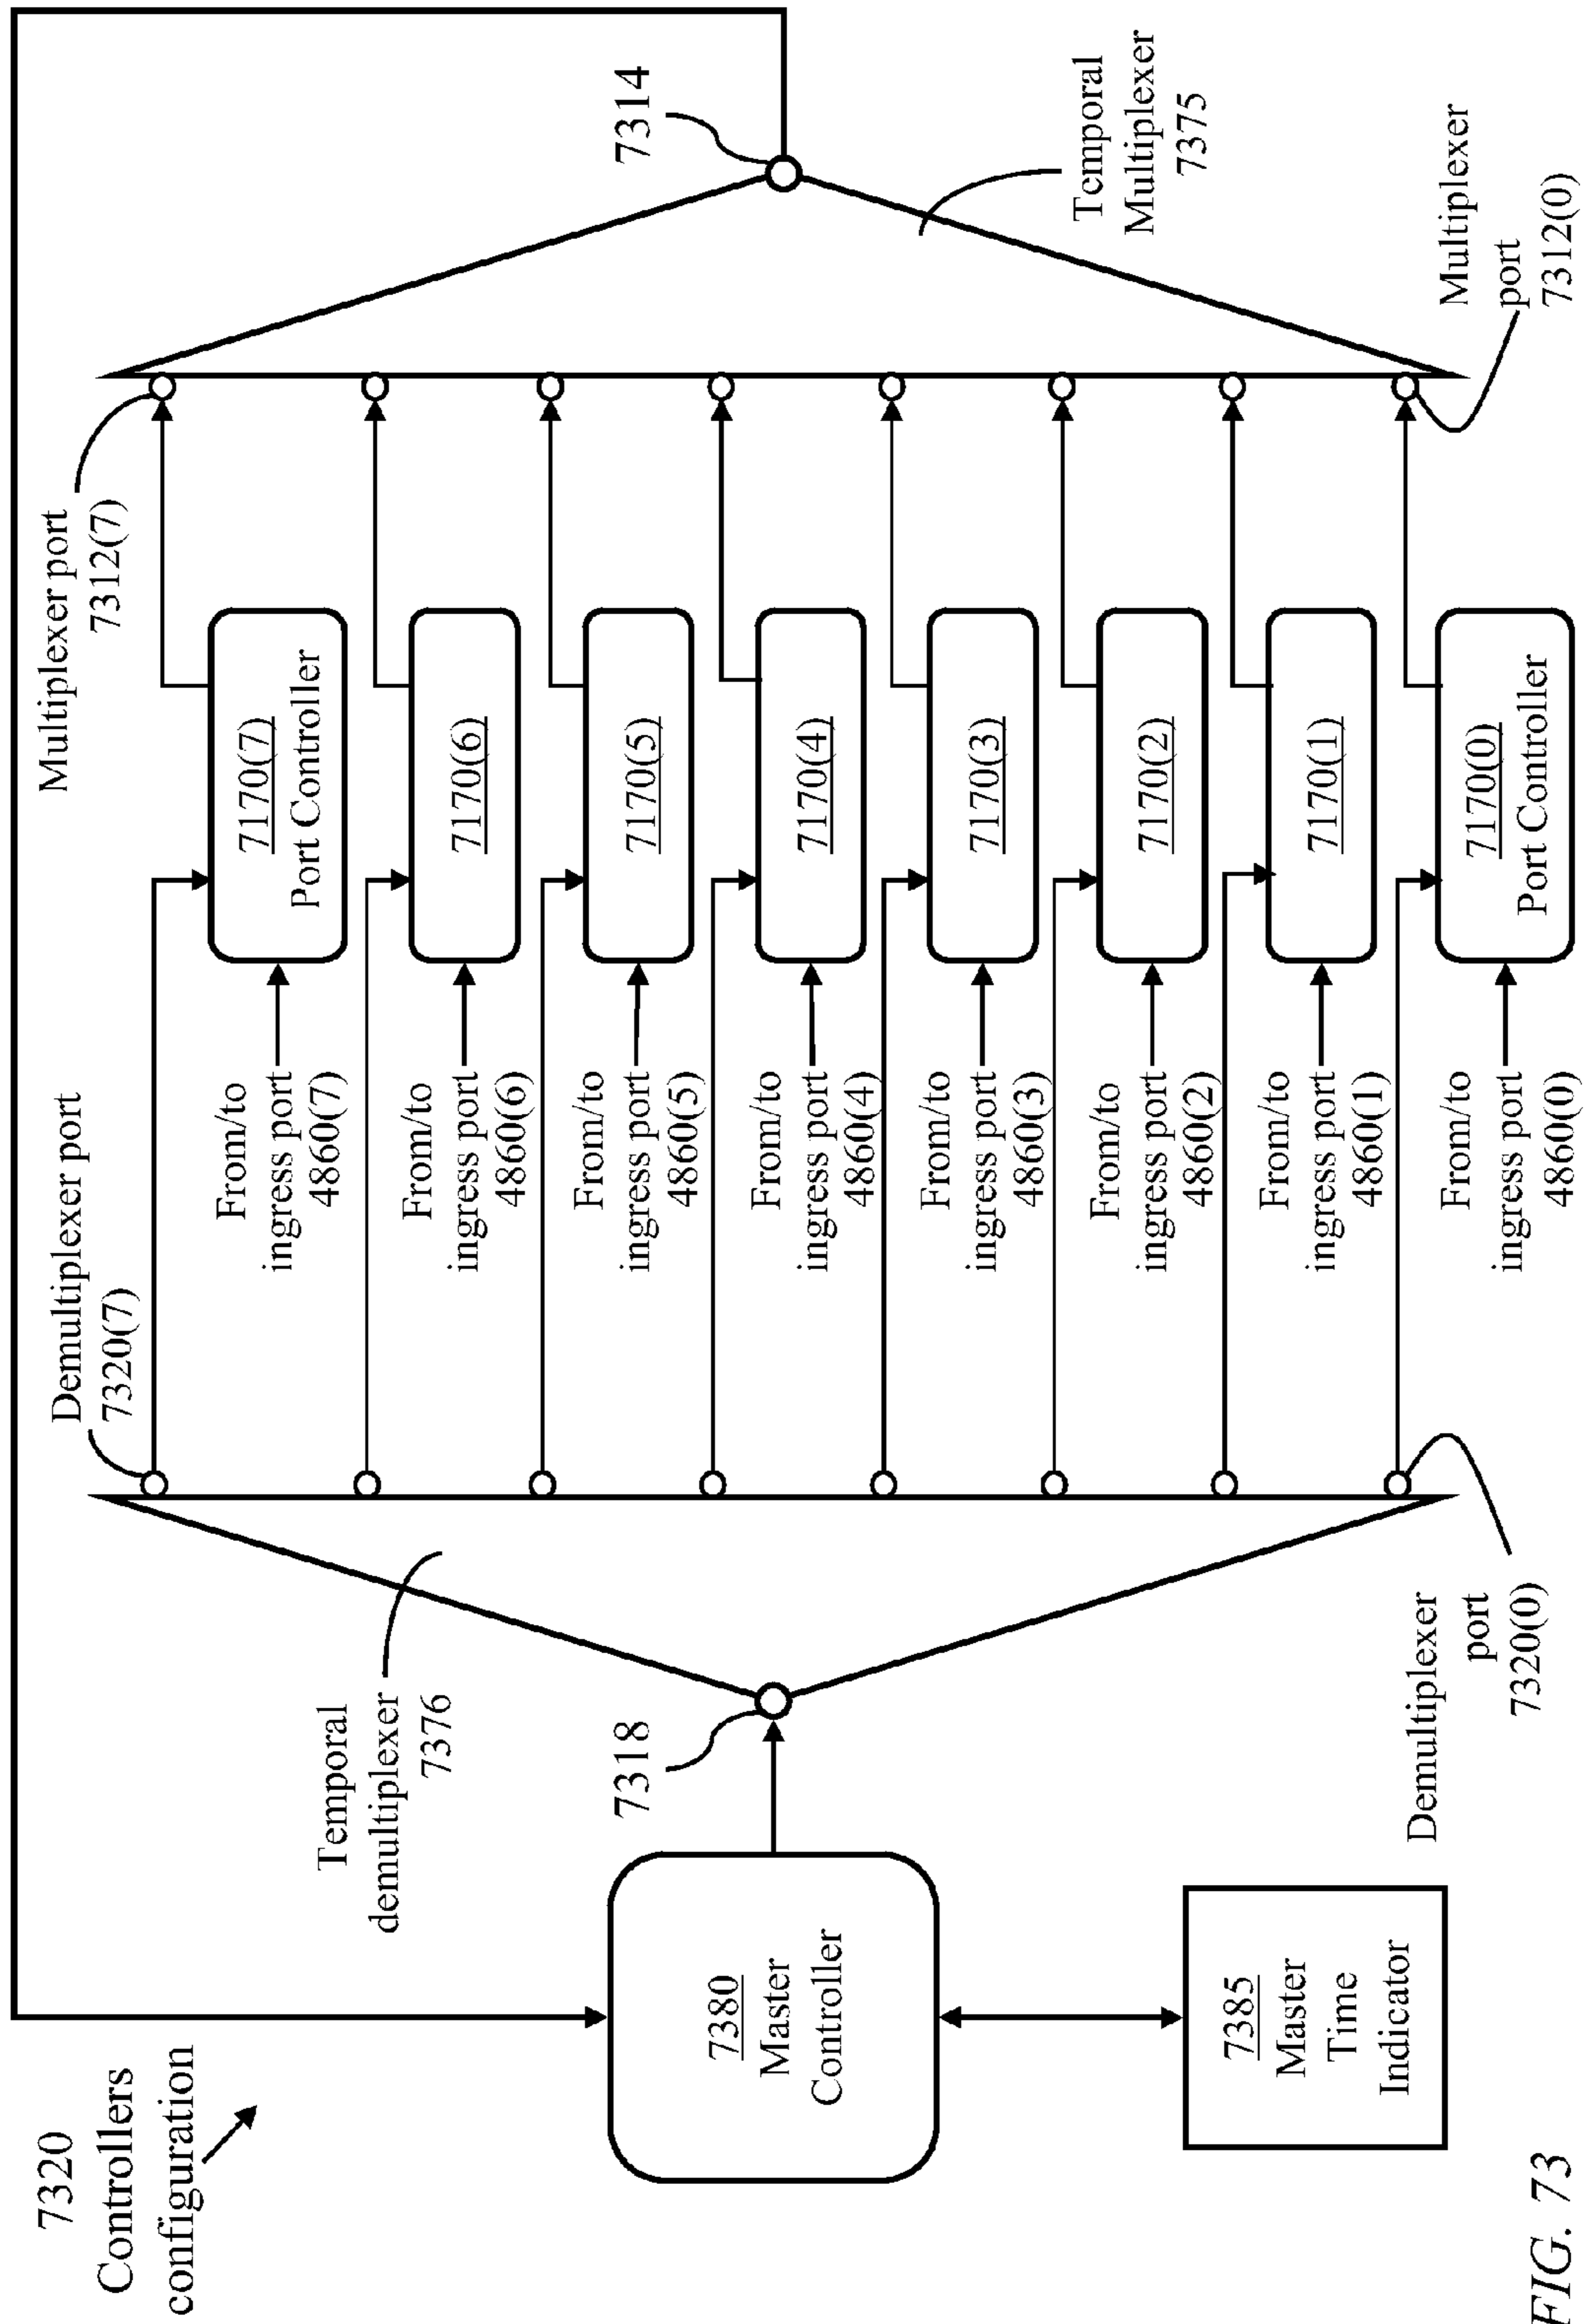 7320
Controllers
configuration
Temporal
demultiplexer
7376
7318
7380
Master
Controller
7385
Master
Time
Indicator
Demultiplexer port
7320(7)
Demultiplexer
port
7320(0)
From/to
ingress port
4860(7)
From/to
ingress port
4860(6)
From/to
ingress port
4860(5)
From/to
ingress port
4860(4)
From/to
ingress port
4860(3)
From/to
ingress port
4860(2)
From/to
ingress port
4860(1)
From/to
ingress port
4860(0)
7170(7)
Port Controller
7170(6)
7170(5)
7170(4)
7170(3)
7170(2)
7170(1)
7170(0)
Port Controller
Multiplexer port
7312(7)
7314
Temporal
Multiplexer
7375
Multiplexer
port
7312(0)
FIG. 73